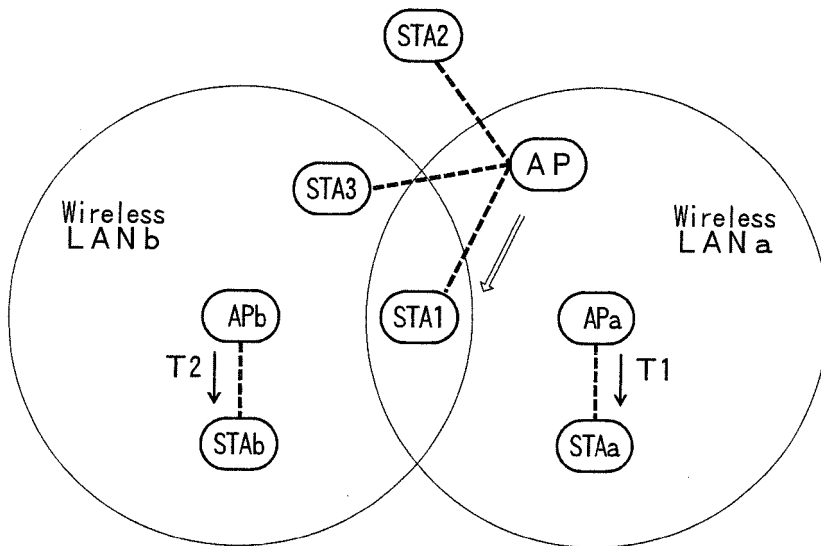 STA2
AP
STA3
Wireless
LANb
Wireless
LANa
APb
STA1
APa
T2
T1
STAb
STAa